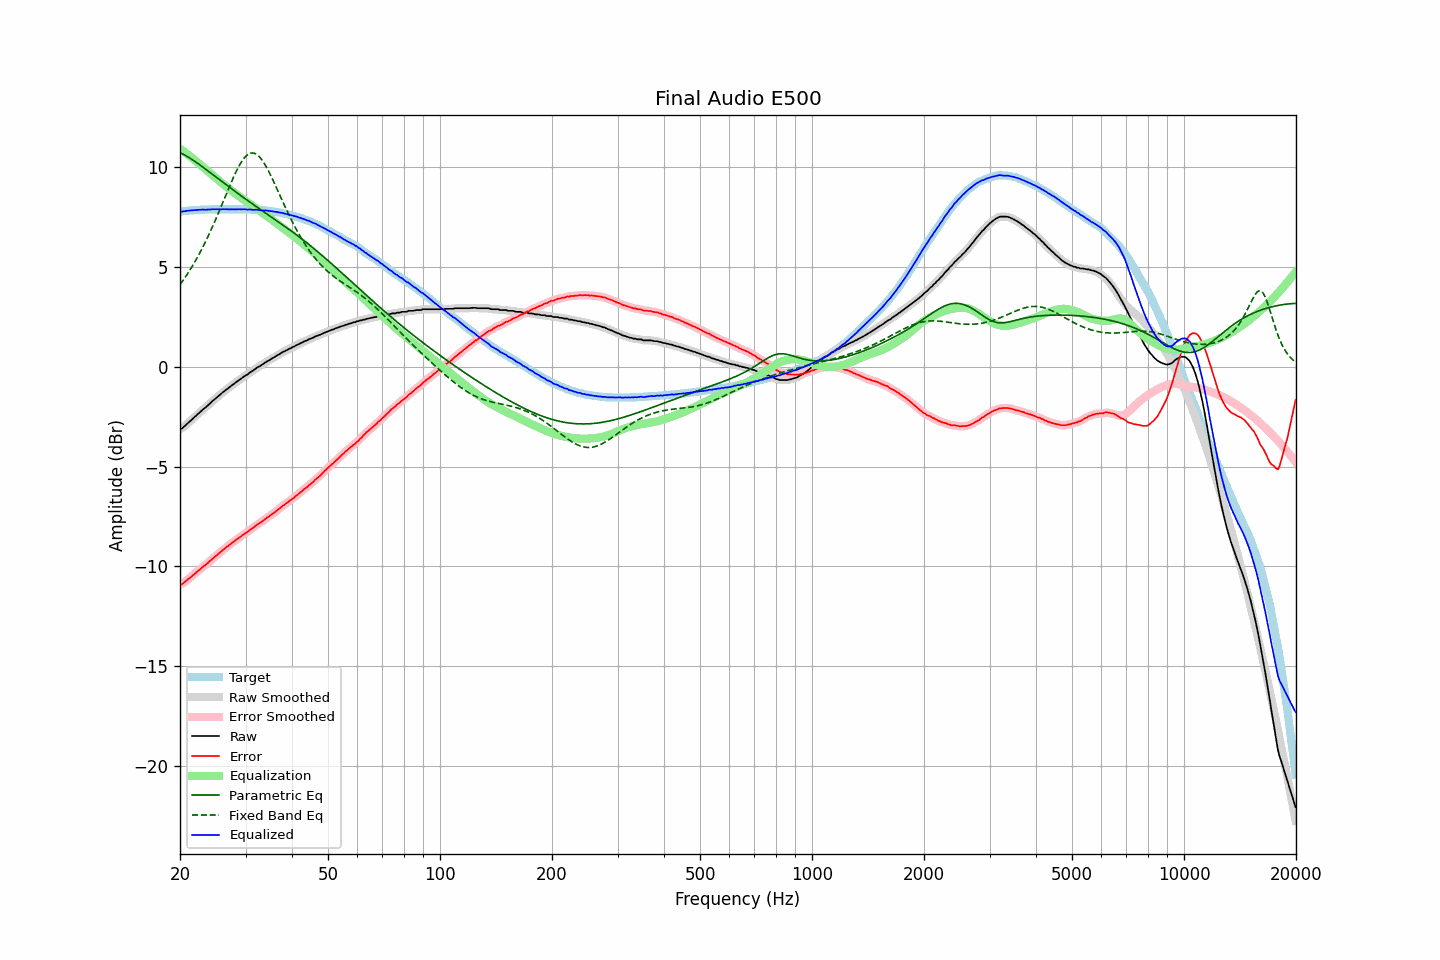 Final Audio E500
Amplitude (dBr)
10
5
0
−5
−10
−15
−20
Target
Raw Smoothed
Error Smoothed
Raw
Error
Equalization
Parametric Eq
Fixed Band Eq
Equalized
20 50 100 200 500 1000 2000 5000 10000 20000
Frequency (Hz)